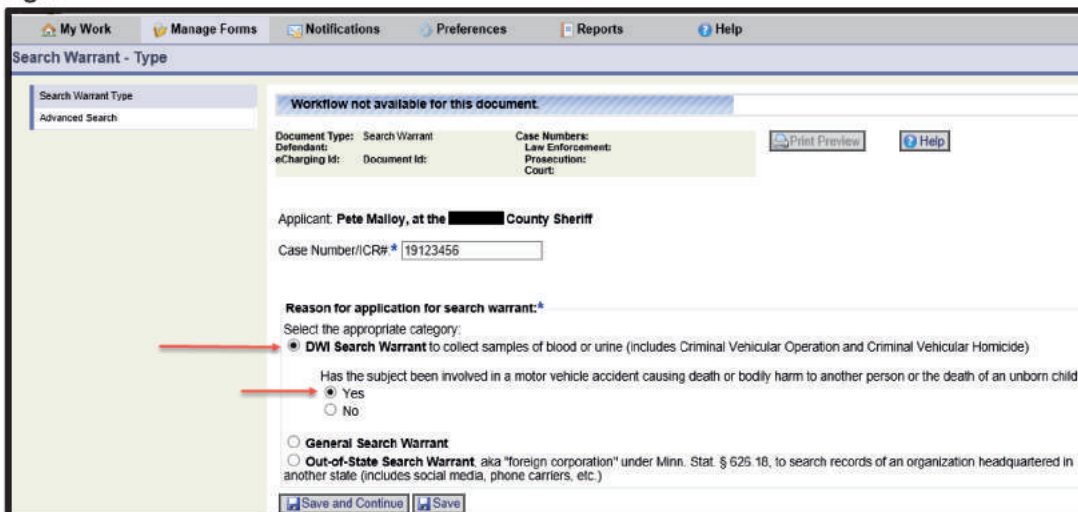 My Work Manage Forms Notifications Preferences Reports Help
Search Warrant - Type
Search Warrant Type
Advanced Search
Workflow not available for this document.
Document Type: Search Warrant Case Numbers:
Defendant: Law Enforcement:
eCharging Id: Document Id: Prosecution:
Court:
Print Preview Help
Applicant: Pete Malloy, at the County Sheriff
Case Number/ICR#:* 19123456
Reason for application for search warrant:*
Select the appropriate category:
DWI Search Warrant to collect samples of blood or urine (includes Criminal Vehicular Operation and Criminal Vehicular Homicide)
Has the subject been involved in a motor vehicle accident causing death or bodily harm to another person or the death of an unborn child
Yes
No
General Search Warrant
Out-of-State Search Warrant, aka "foreign corporation" under Minn. Stat. § 626.18, to search records of an organization headquartered in
another state (includes social media, phone carriers, etc.)
Save and Continue Save